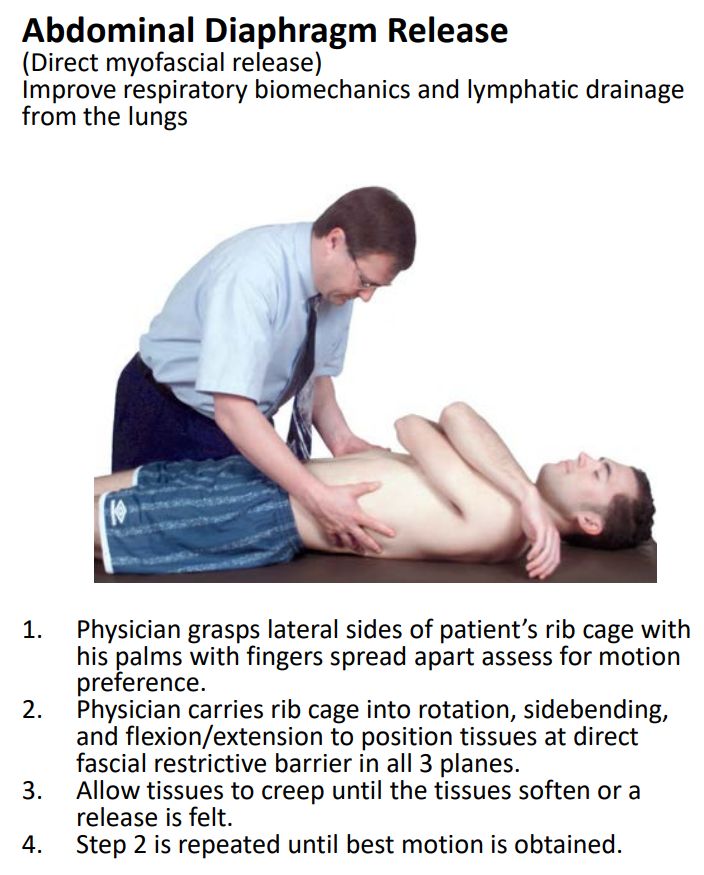 Abdominal Diaphragm Release
(Direct myofascial release)
Improve respiratory biomechanics and lymphatic drainage
from the lungs
1. Physician grasps lateral sides of patient’s rib cage with
his palms with fingers spread apart assess for motion
preference.
2. Physician carries rib cage into rotation, sidebending,
and flexion/extension to position tissues at direct
fascial restrictive barrier in all 3 planes.
3. Allow tissues to creep until the tissues soften or a
release is felt.
4. Step 2 is repeated until best motion is obtained.